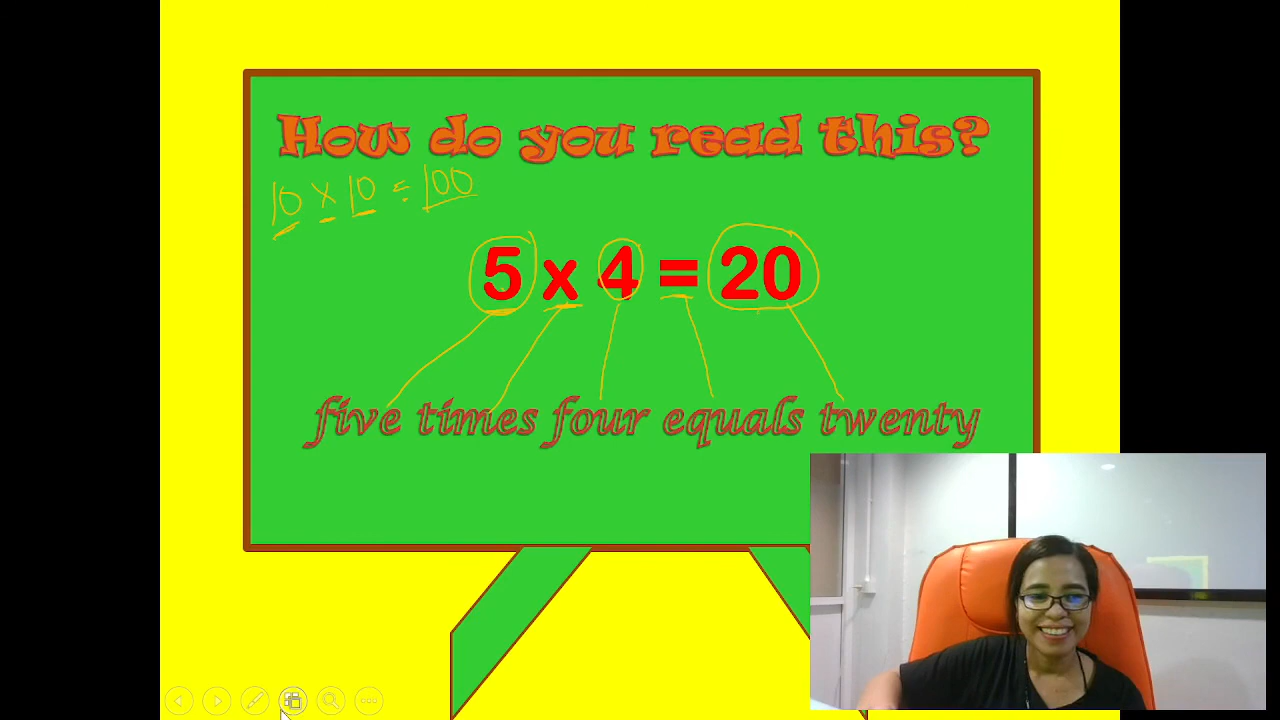 How do you read this?
10 x 10 = 100
5 x 4 = 20
five times four equals twenty